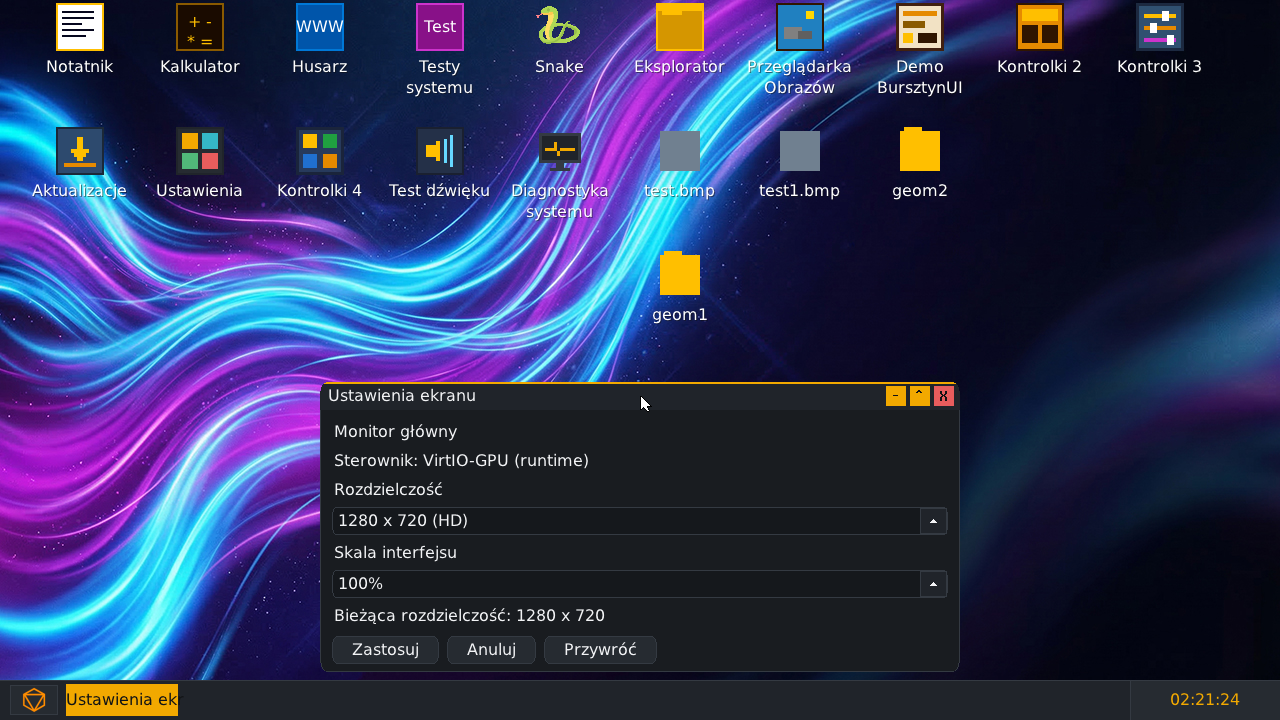 + -
* =
WWW
Test
Notatnik
Kalkulator
Husarz
Testy
systemu
Snake
Eksplorator
Przeglądarka
Obrazów
Demo
BursztynUI
Kontrolki 2
Kontrolki 3
Aktualizacje
Ustawienia
Kontrolki 4
Test dźwięku
Diagnostyka
systemu
test.bmp
test1.bmp
geom2
geom1
Ustawienia ekranu
- ^ X
Monitor główny
Sterownik: VirtIO-GPU (runtime)
Rozdzielczość
1280 x 720 (HD)
Skala interfejsu
100%
Bieżąca rozdzielczość: 1280 x 720
Zastosuj
Anuluj
Przywróć
Ustawienia ekr
02:21:24